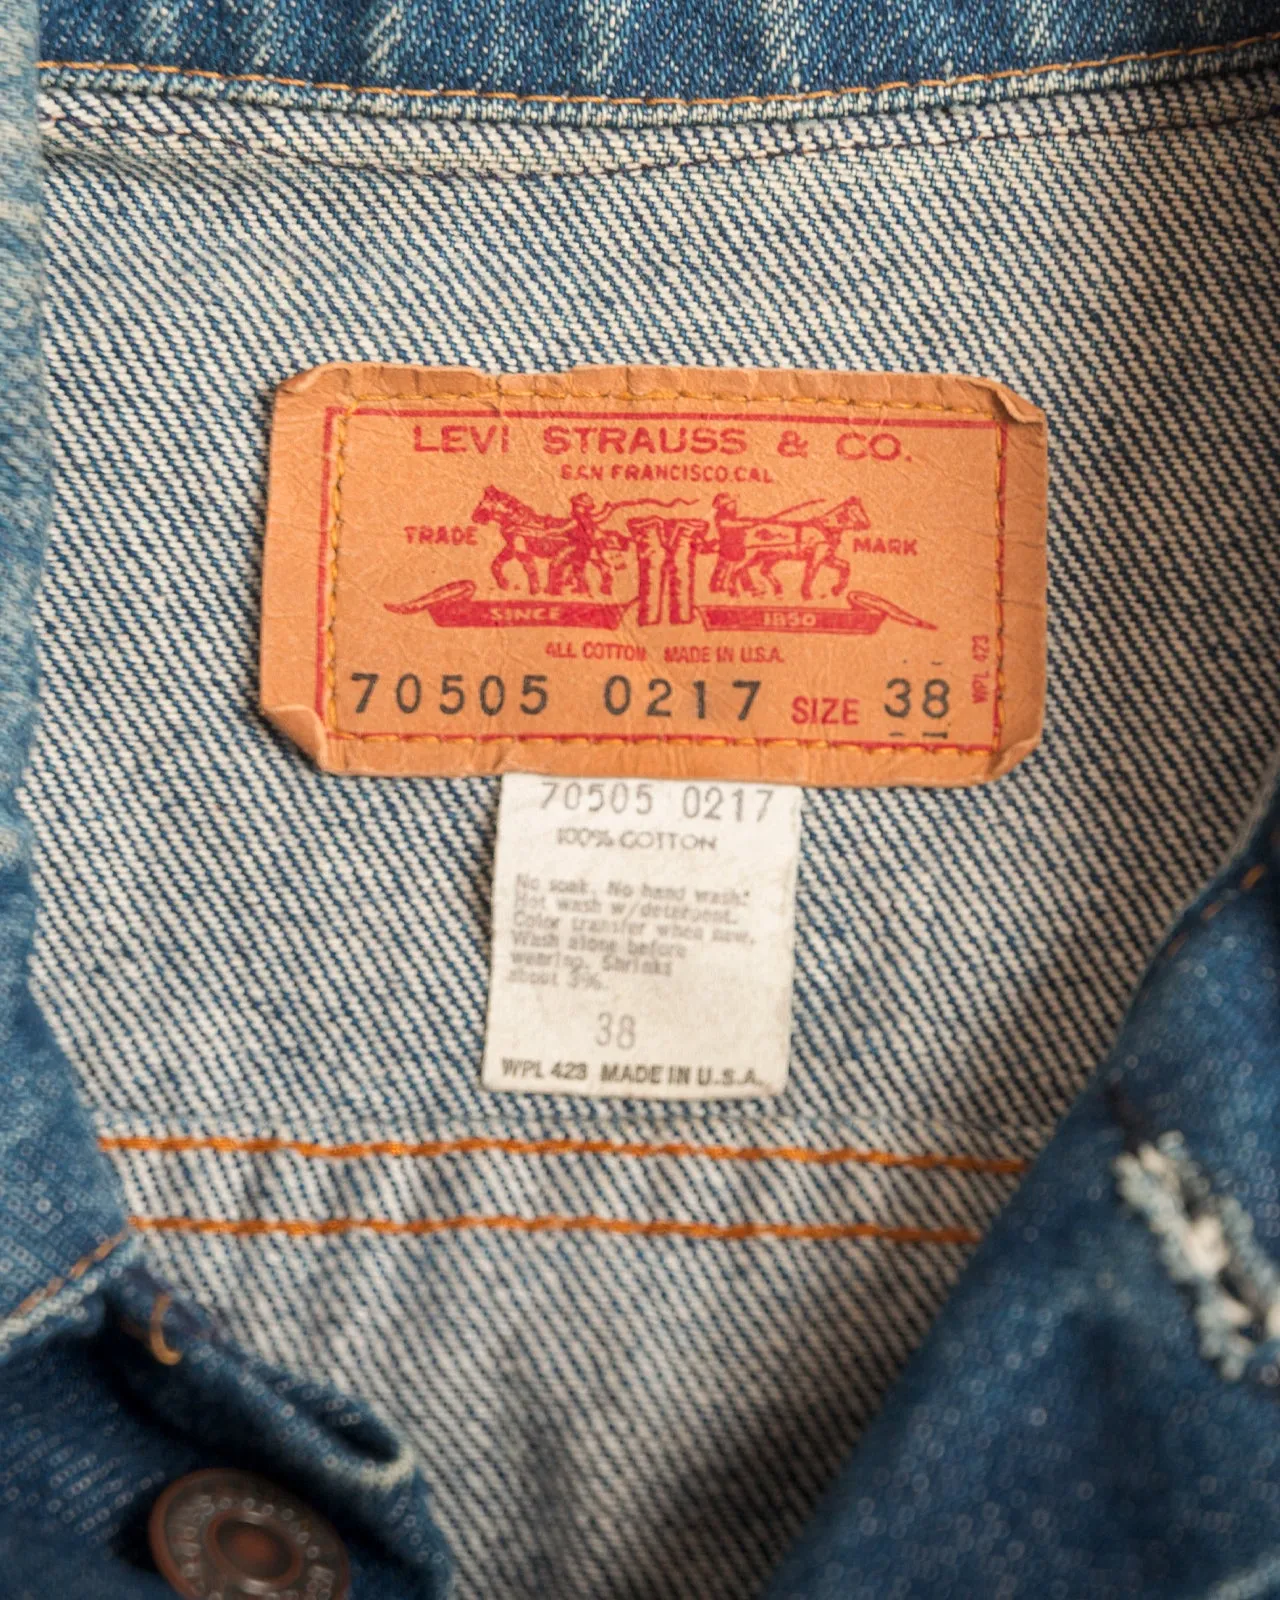 LEVI STRAUSS & CO.
SAN FRANCISCO, CAL
TRADE MARK
SINCE 1850
ALL COTTON MADE IN U.S.A.
WPL 423
70505 0217 SIZE 38
70505 0217
100% COTTON
No soak. No hand wash.
Hot wash w/detergent.
Color transfer when new.
Wash alone before
wearing. Shrinks
about 3%.
38
WPL 423 MADE IN U.S.A.